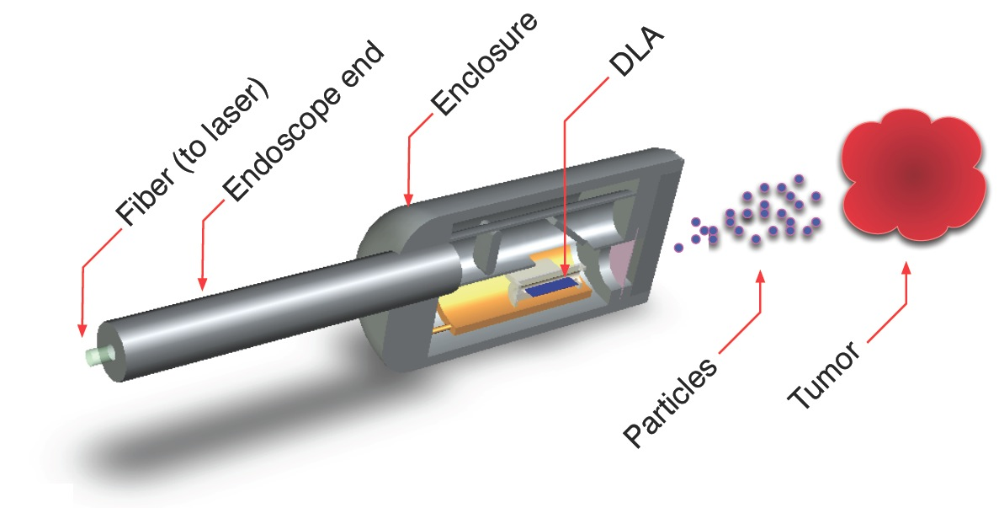 Fiber (to laser)
Endoscope end
Enclosure
DLA
Particles
Tumor